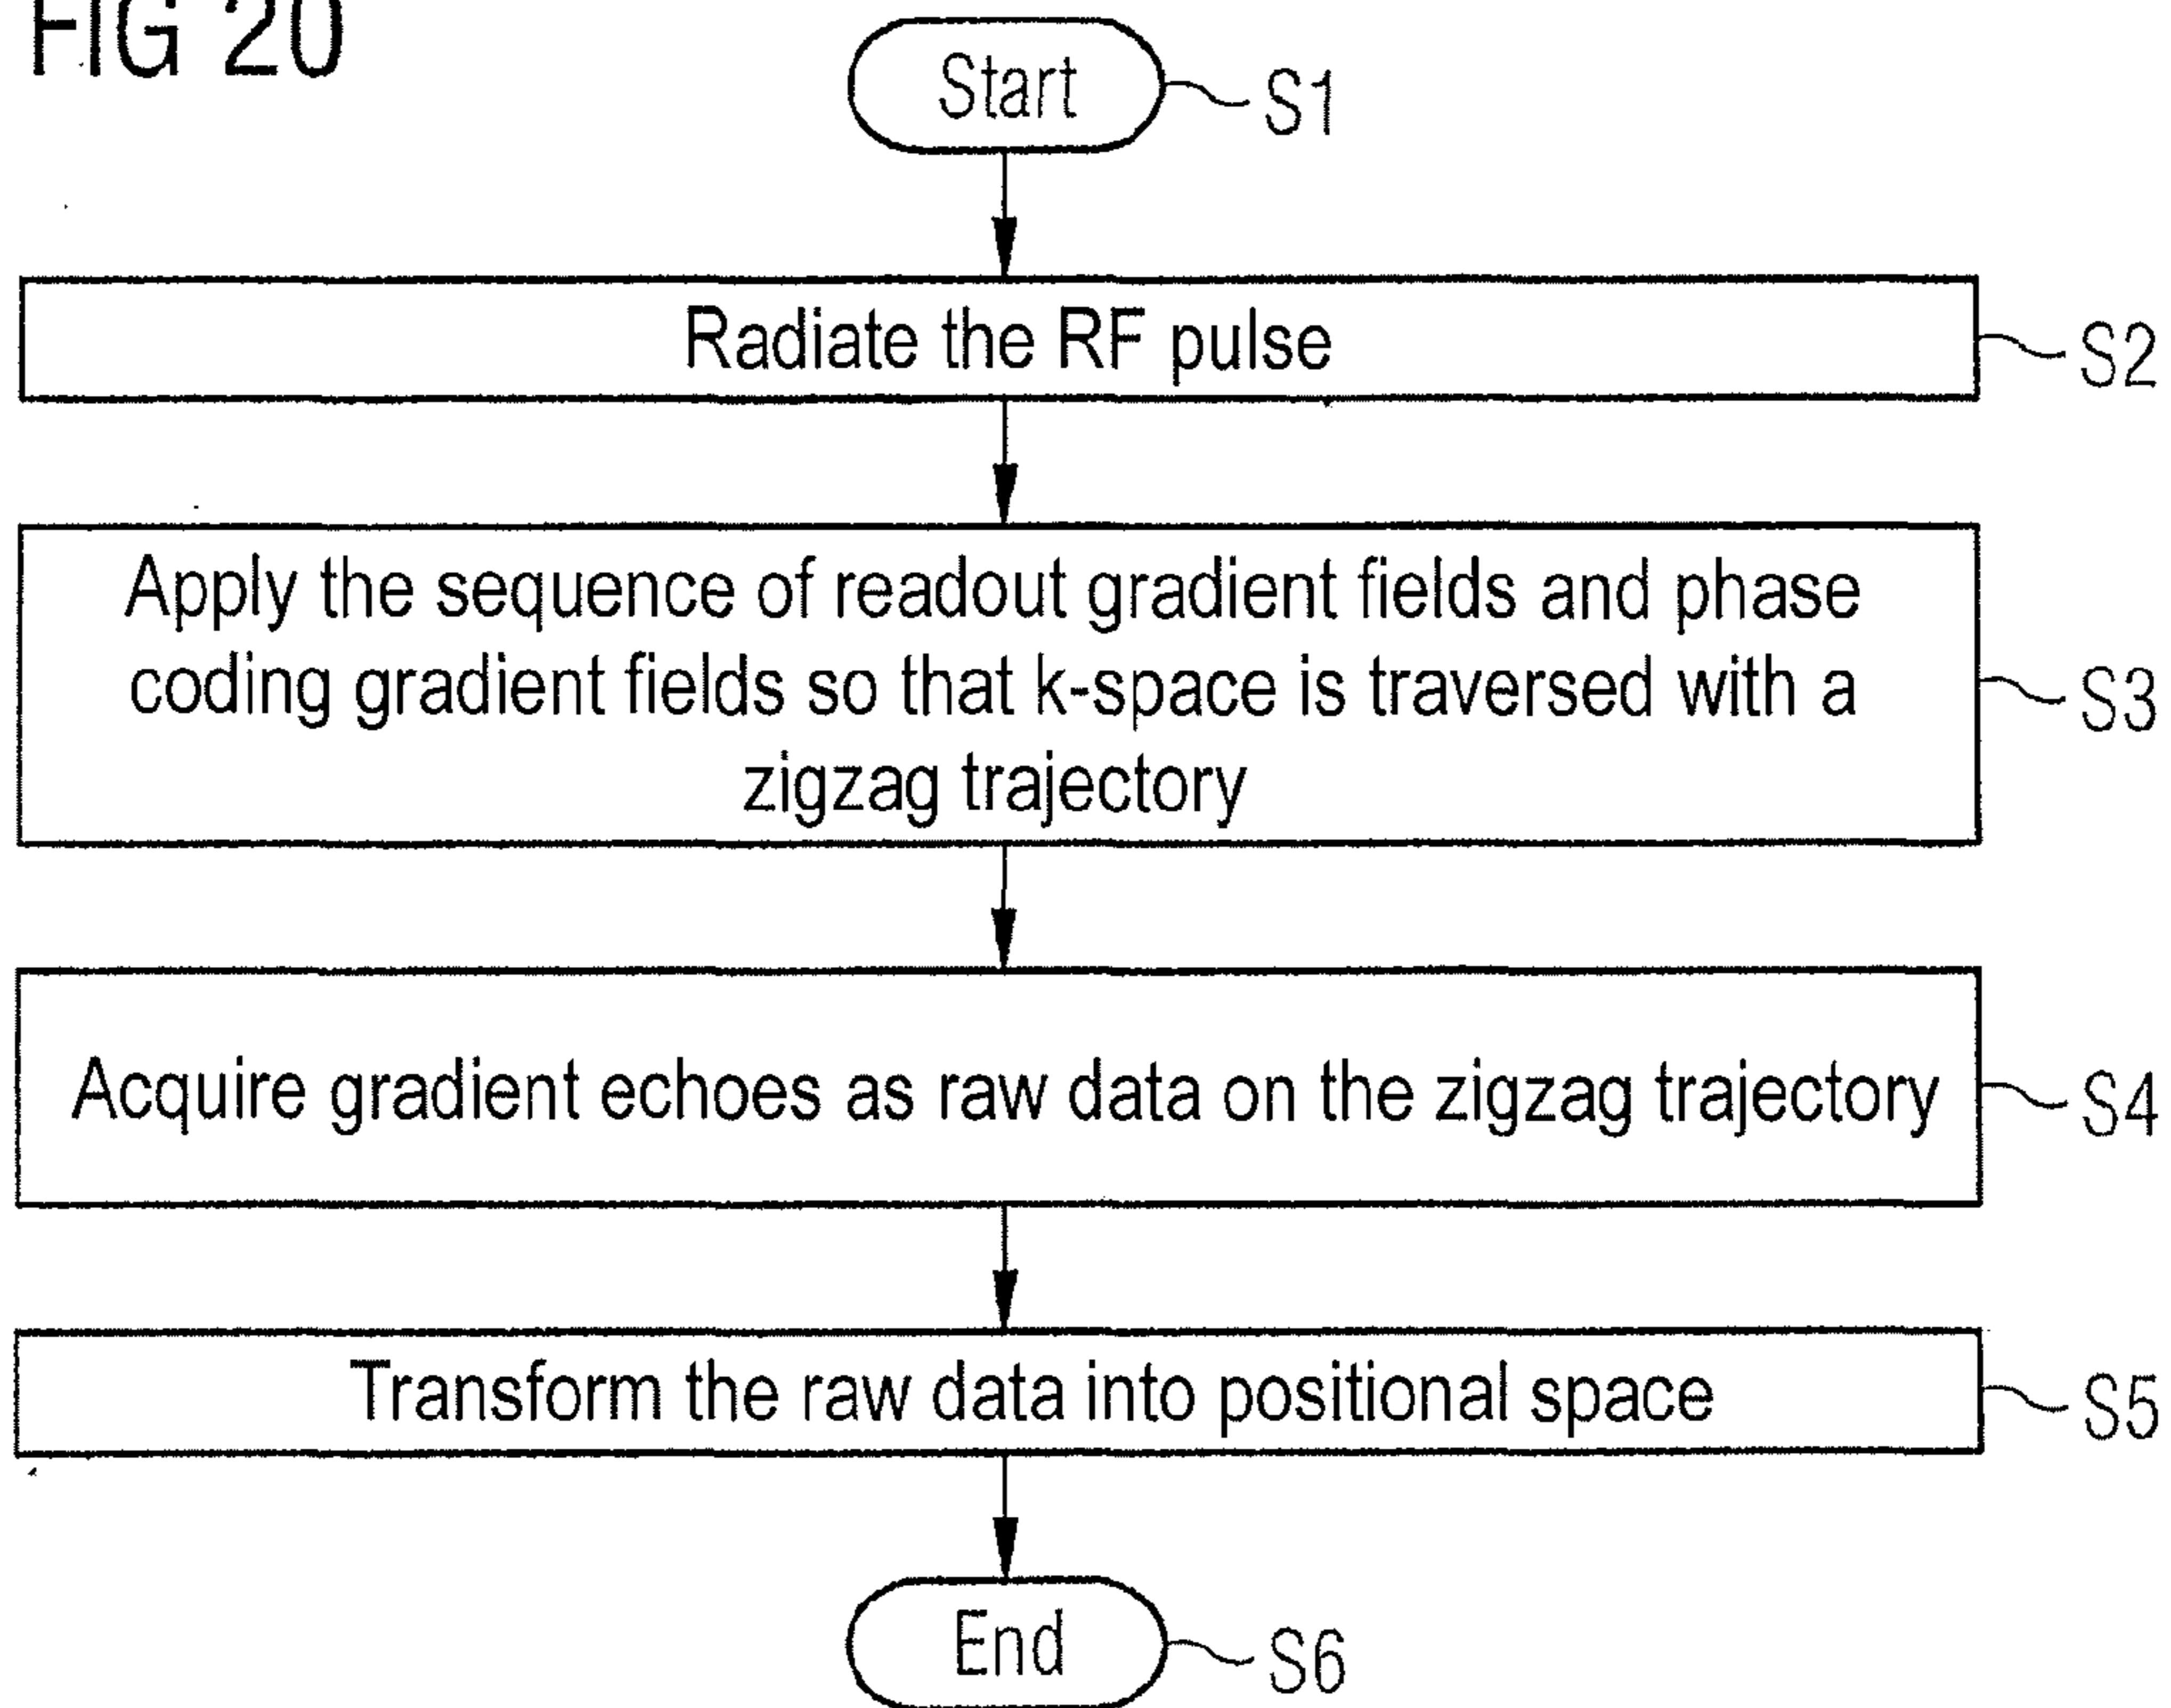 FIG 20
Start
S1
Radiate the RF pulse
S2
Apply the sequence of readout gradient fields and phase
coding gradient fields so that k-space is traversed with a
zigzag trajectory
S3
Acquire gradient echoes as raw data on the zigzag trajectory
S4
Transform the raw data into positional space
S5
End
S6